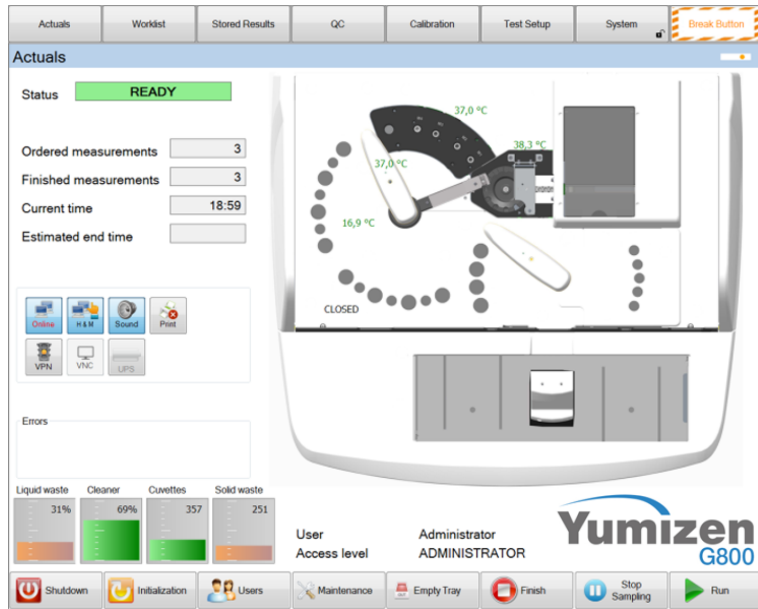 Actuals
Worklist
Stored Results
QC
Calibration
Test Setup
System
Break Button
Actuals
Status READY
Ordered measurements 3
Finished measurements 3
Current time 18:59
Estimated end time
37,0 °C
38,3 °C
37,0 °C
16,9 °C
CLOSED
Online
H & M
Sound
Print
VPN
VNC
UPS
Errors
Liquid waste
Cleaner
Cuvettes
Solid waste
31%
69%
357
251
User Administrator
Access level ADMINISTRATOR
Yumizen
G800
Shutdown
Initialization
Users
Maintenance
Empty Tray
Finish
Stop
Sampling
Run